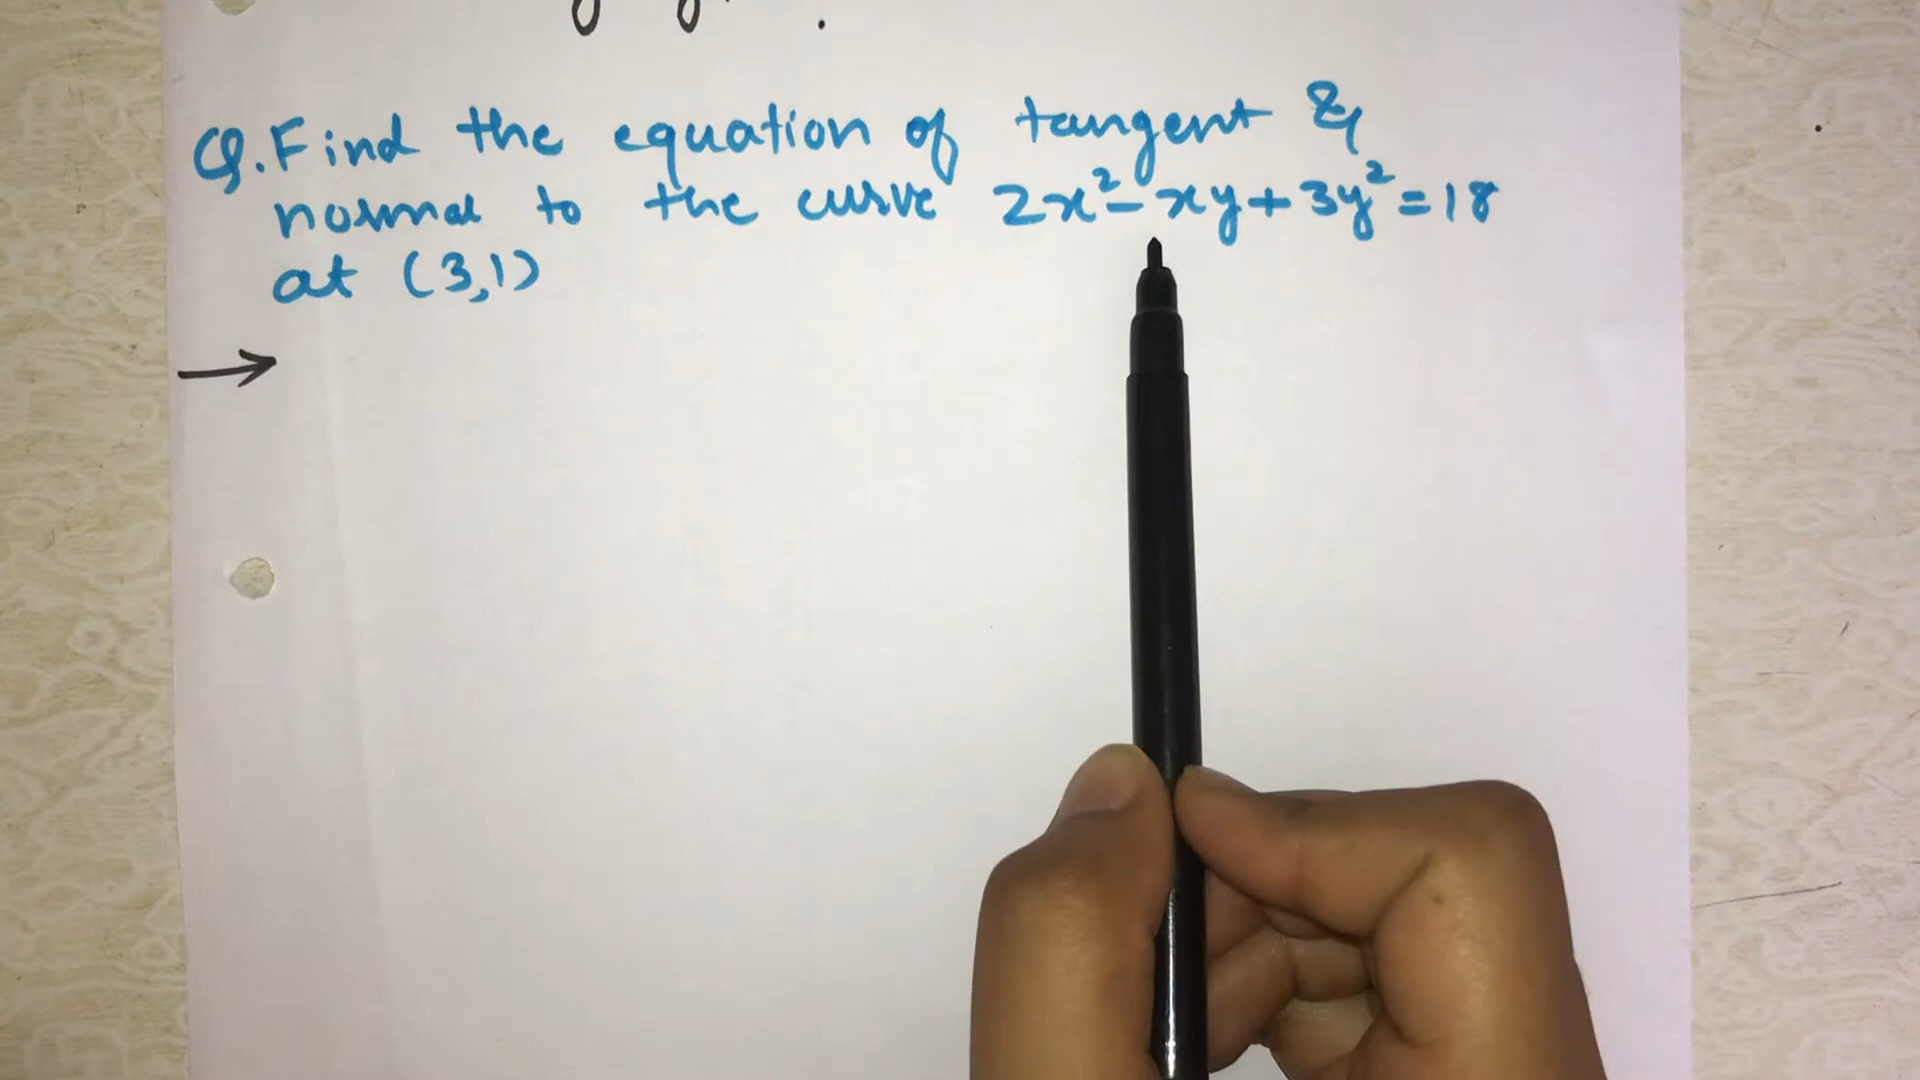 Q. Find the equation of tangent &
normal to the curve 2x²-xy+3y²=18
at (3,1)
→